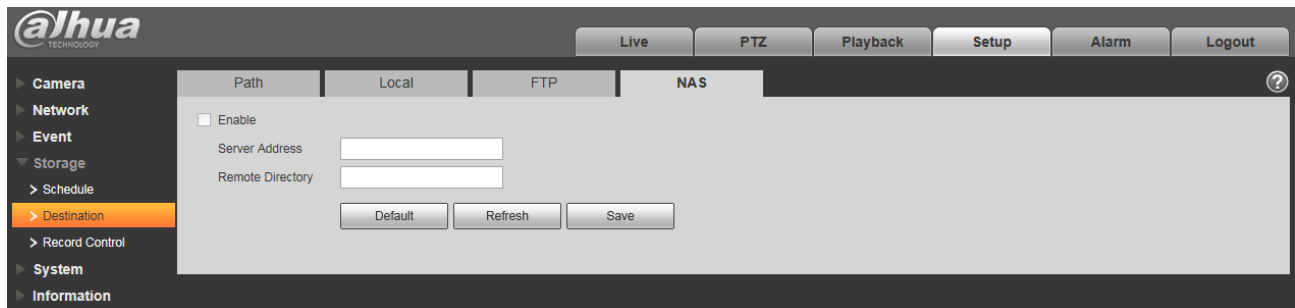 alhua
TECHNOLOGY
Live PTZ Playback Setup Alarm Logout
Camera
Network
Event
Storage
> Schedule
> Destination
> Record Control
System
Information
Path Local FTP NAS
?
Enable
Server Address
Remote Directory
Default Refresh Save